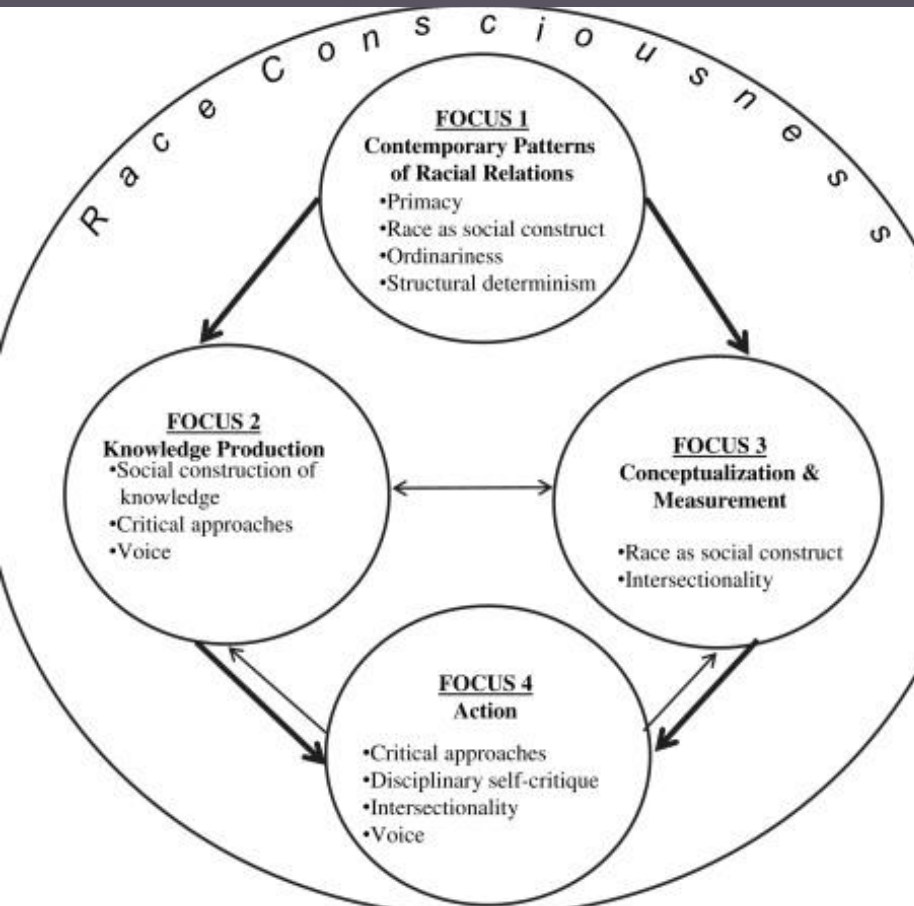 Race Consciousness
FOCUS 1
Contemporary Patterns
of Racial Relations
•Primacy
•Race as social construct
•Ordinariness
•Structural determinism
FOCUS 2
Knowledge Production
•Social construction of
knowledge
•Critical approaches
•Voice
FOCUS 3
Conceptualization &
Measurement
•Race as social construct
•Intersectionality
FOCUS 4
Action
•Critical approaches
•Disciplinary self-critique
•Intersectionality
•Voice